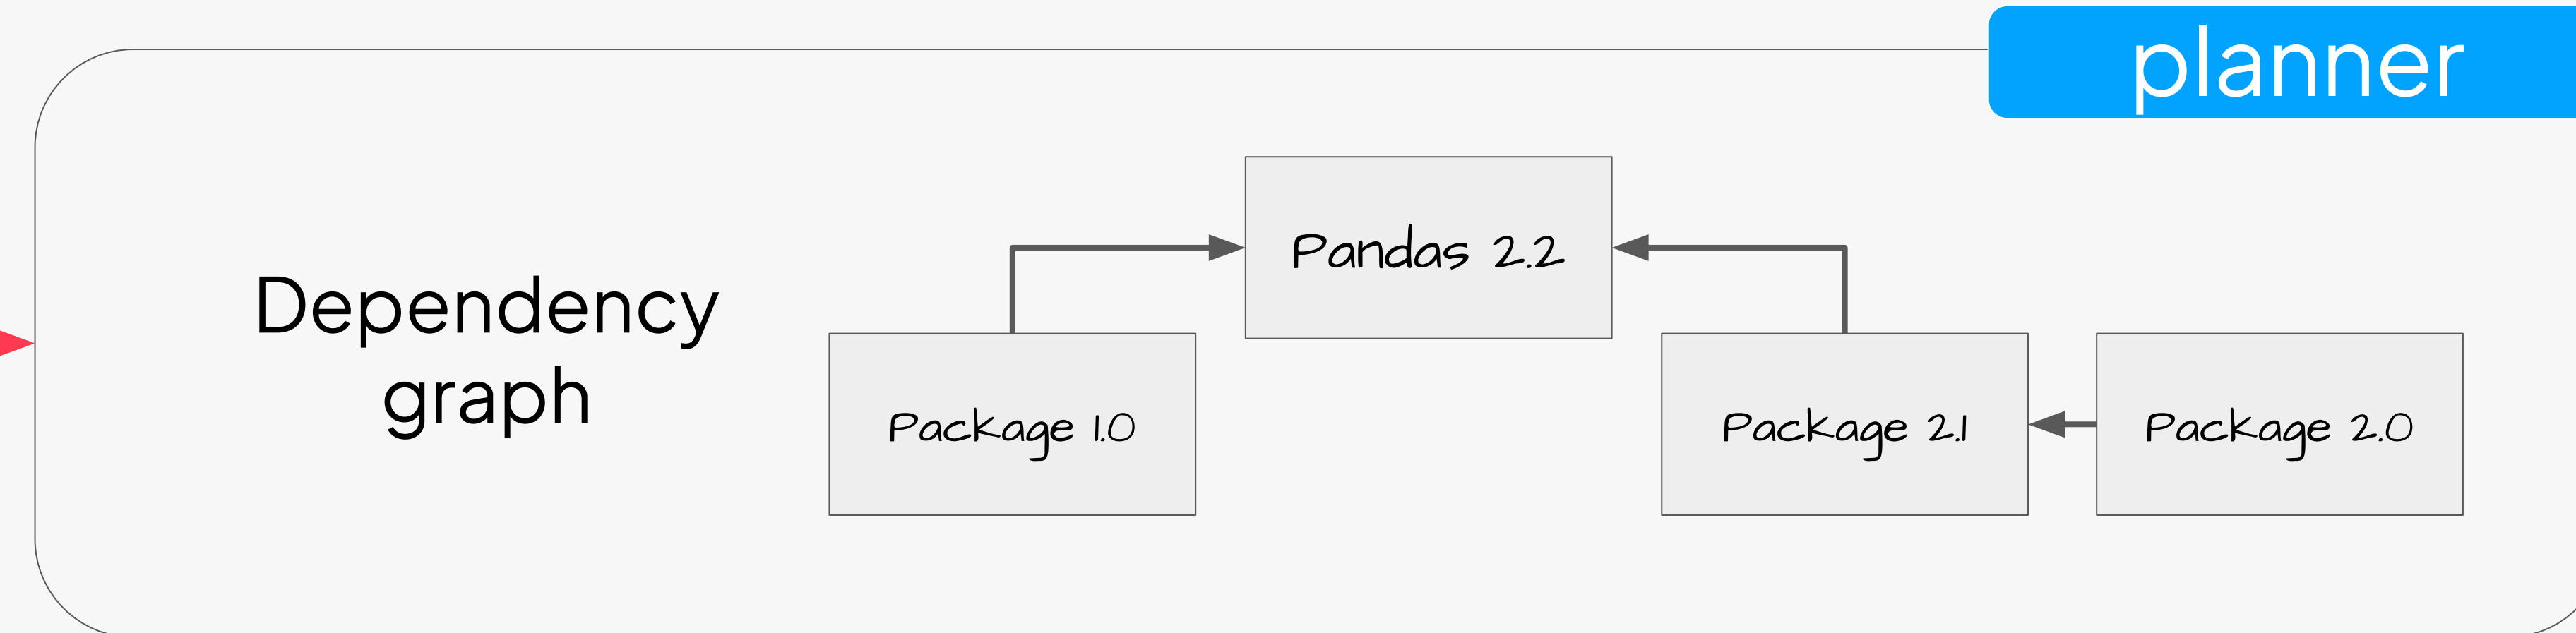 planner
Pandas 2.2
Dependency
graph
Package 1.0
Package 2.1
Package 2.0